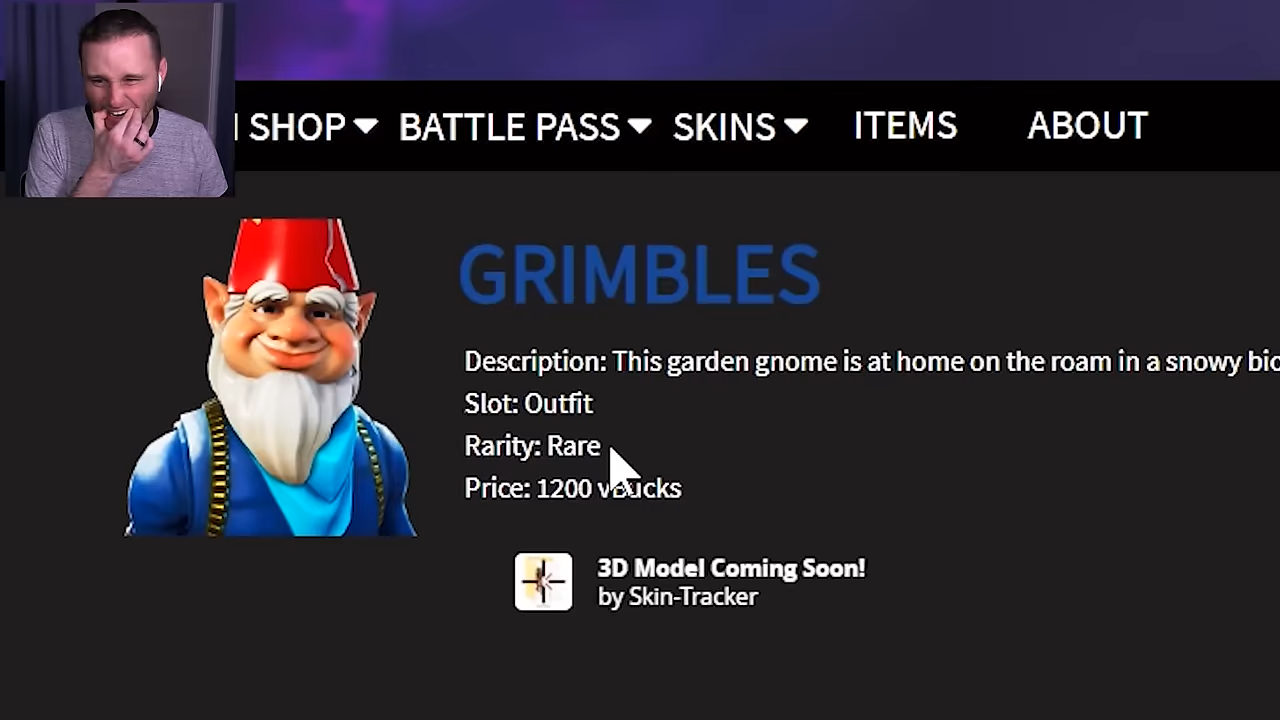 SHOP BATTLE PASS SKINS ITEMS ABOUT
GRIMBLES
Description: This garden gnome is at home on the roam in a snowy
Slot: Outfit
Rarity: Rare
Price: 1200 vBucks
3D Model Coming Soon!
by Skin-Tracker